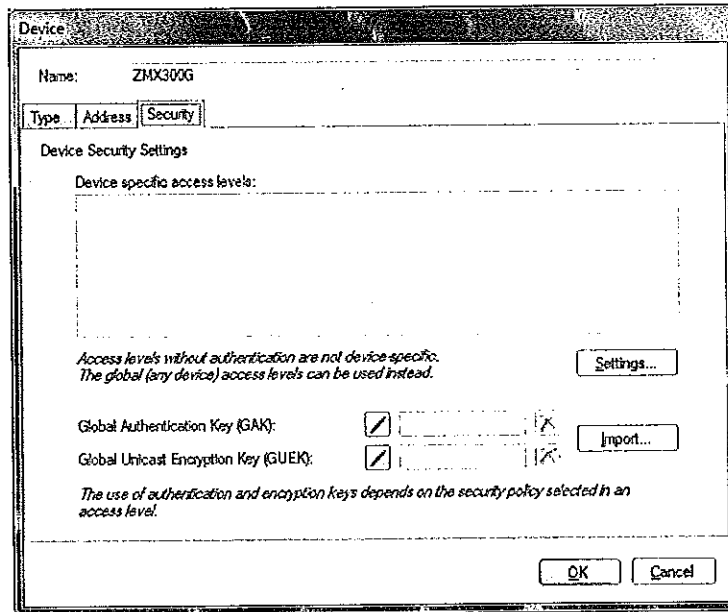 Device
Name: ZMX300G
Type... Address Security
Device Security Settings
Device specific access levels:
Access levels without authentication are not device-specific.
The global (any device) access levels can be used instead.
Settings...
Global Authentication Key (GAK):
Import...
Global Unicast Encryption Key (GUEK):
The use of authentication and encryption keys depends on the security policy selected in an
access level.
OK Cancel